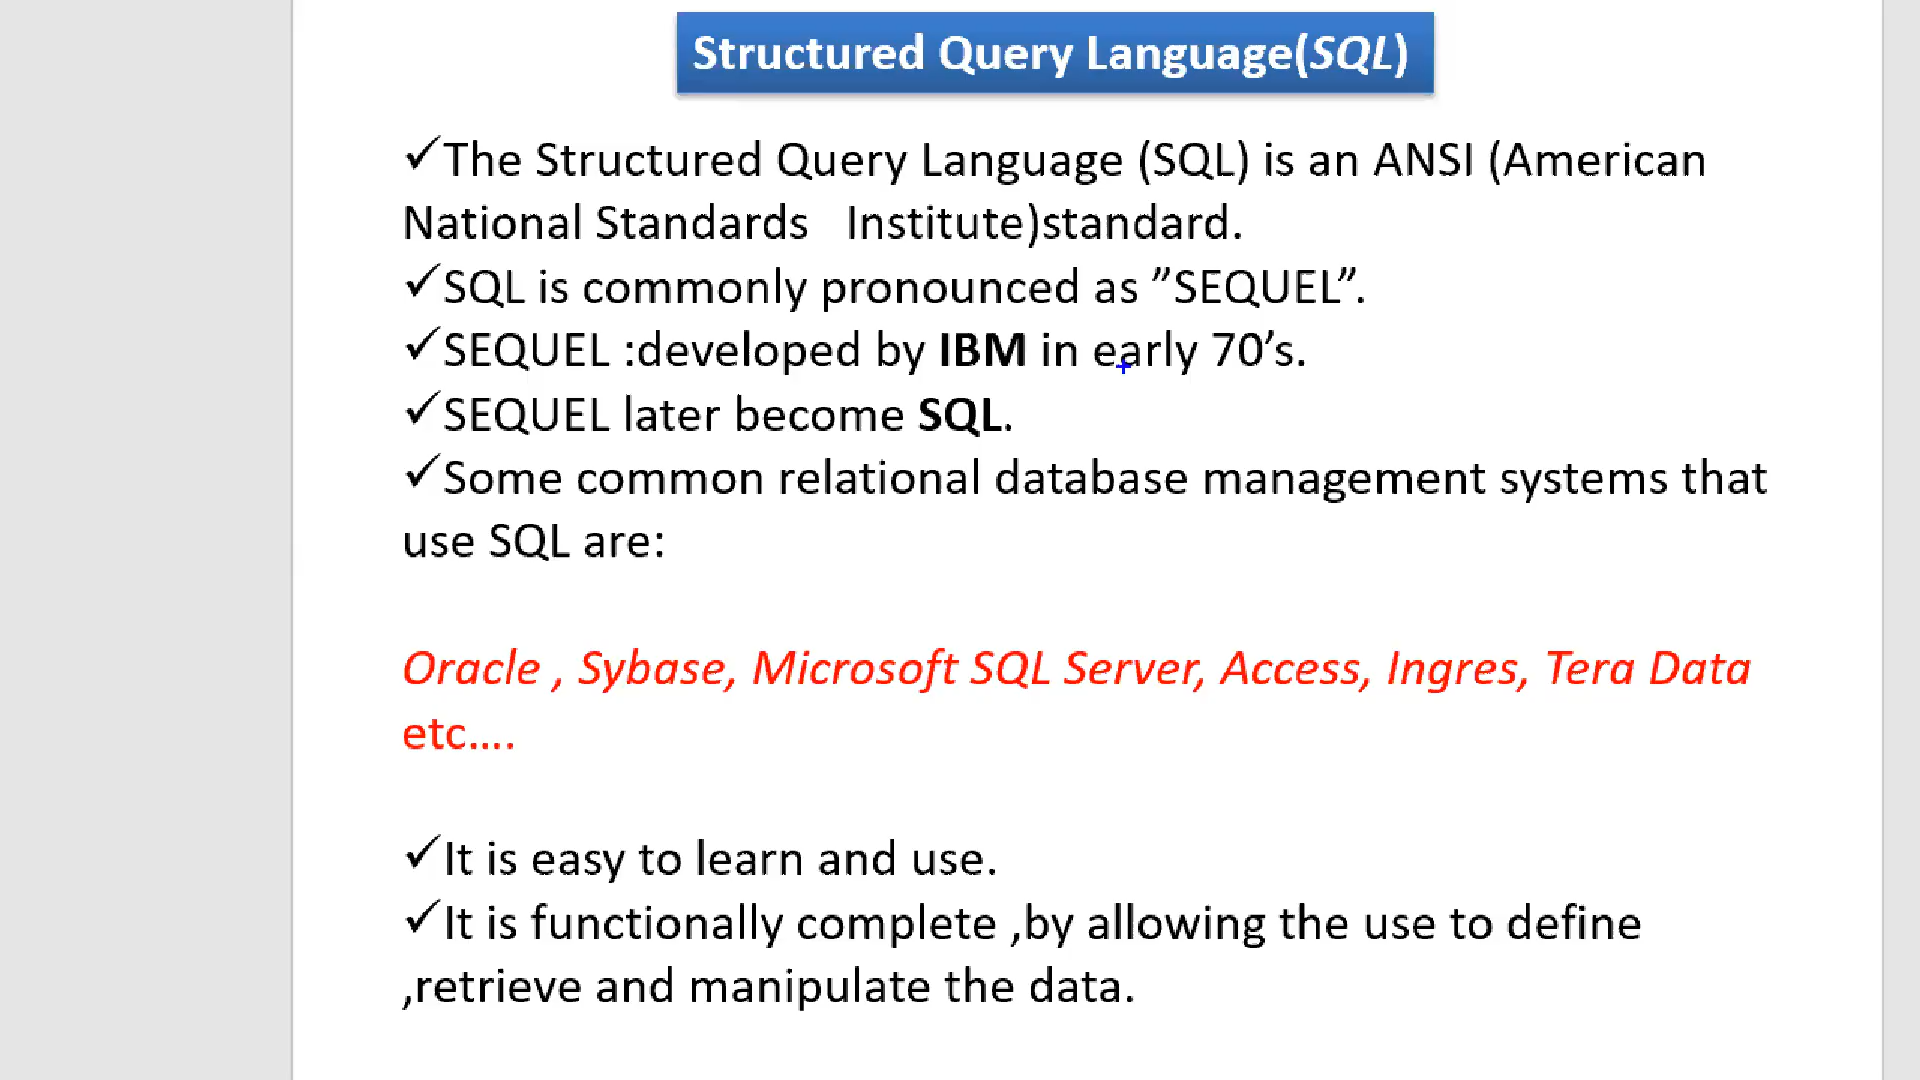 Structured Query Language(SQL)
✓The Structured Query Language (SQL) is an ANSI (American
National Standards   Institute)standard.
✓SQL is commonly pronounced as ”SEQUEL”.
✓SEQUEL :developed by IBM in early 70’s.
✓SEQUEL later become SQL.
✓Some common relational database management systems that
use SQL are:
Oracle , Sybase, Microsoft SQL Server, Access, Ingres, Tera Data
etc….
✓It is easy to learn and use.
✓It is functionally complete ,by allowing the use to define
,retrieve and manipulate the data.